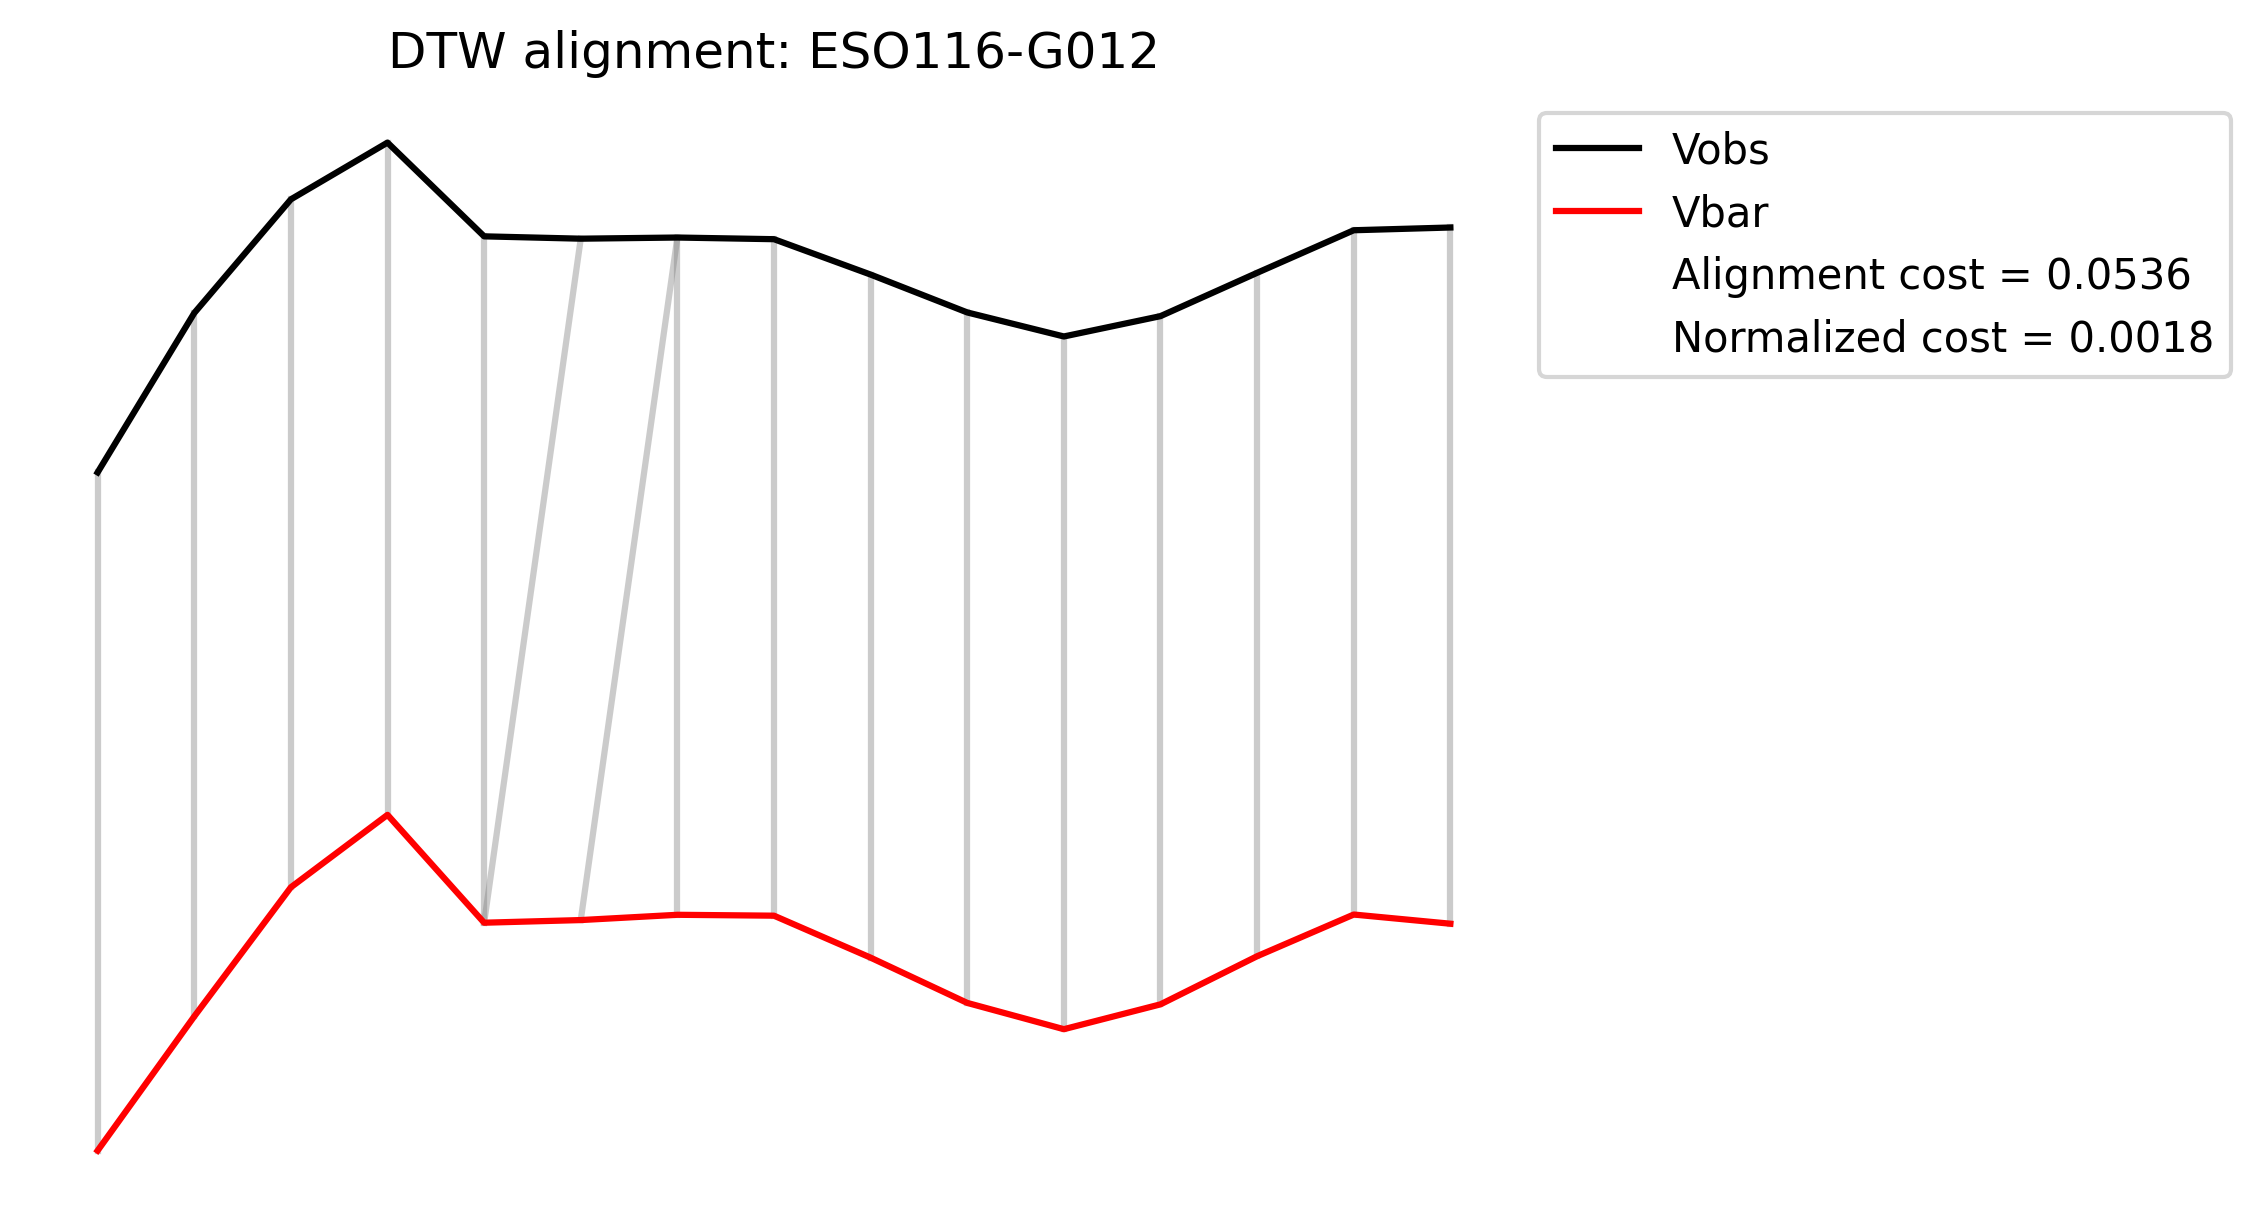 DTW alignment: ESO116-G012
Vobs
Vbar
Alignment cost = 0.0536
Normalized cost = 0.0018